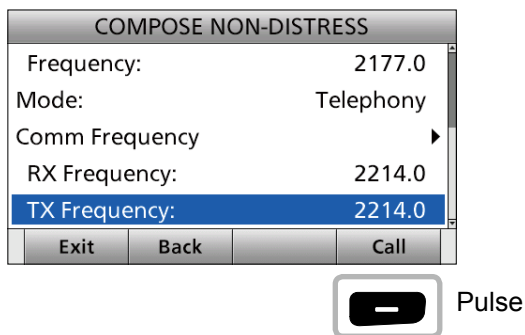 COMPOSE NON-DISTRESS
Frequency: 2177.0
Mode: Telephony
Comm Frequency
RX Frequency: 2214.0
TX Frequency: 2214.0
Exit Back Call
Pulse